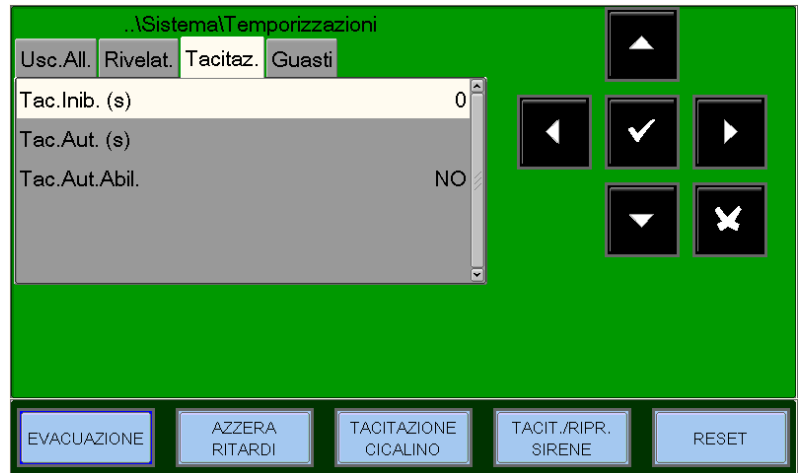 ..\Sistema\Temporizzazioni
Usc.All. Rivelat. Tacitaz. Guasti
Tac.Inib. (s) 0
Tac.Aut. (s)
Tac.Aut.Abil. NO
EVACUAZIONE
AZZERA
RITARDI
TACITAZIONE
CICALINO
TACIT./RIPR.
SIRENE
RESET